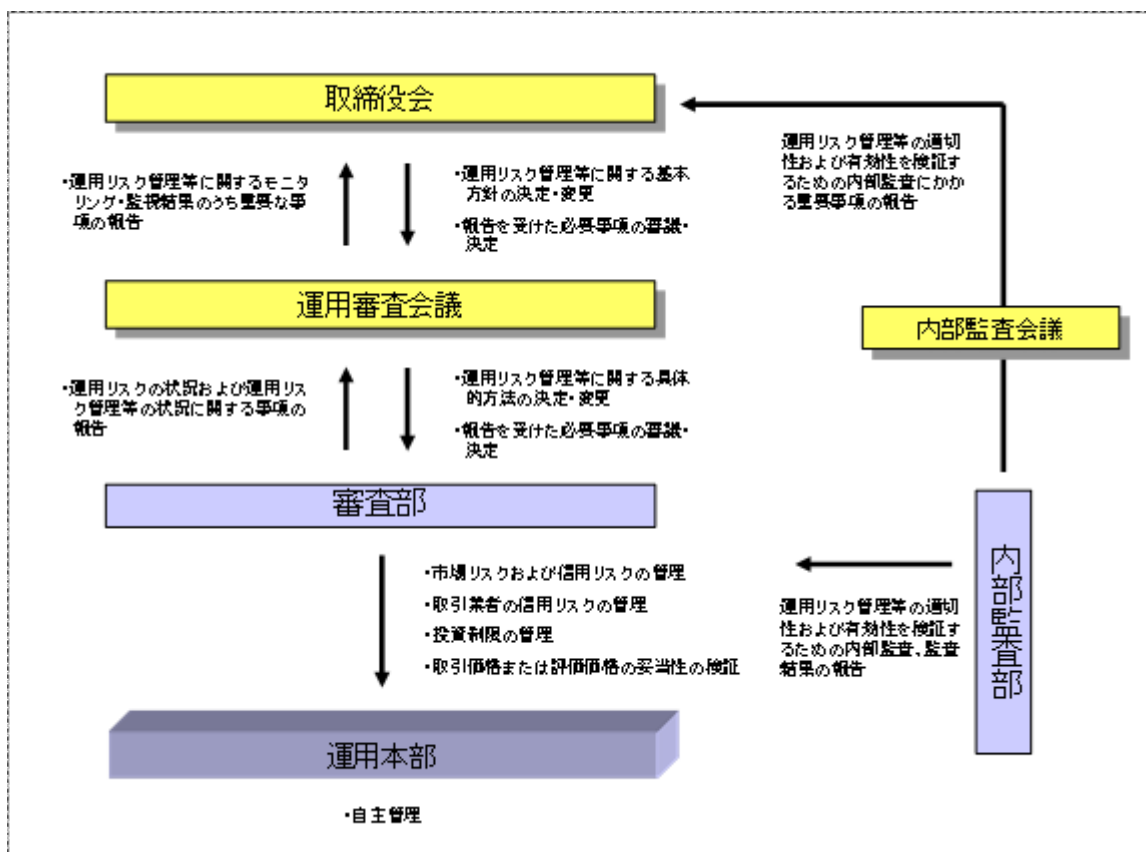 取締役会
・運用リスク管理等に関するモニタ
リング・監視結果のうち重要な事
項の報告
・運用リスク管理等に関する基本
方針の決定・変更
・報告を受けた必要事項の審議・
決定
運用リスク管理等の適切
性および有効性を検証す
るための内部監査にかか
る重要事項の報告
運用審査会議
内部監査会議
・運用リスクの状況および運用リス
ク管理等の状況に関する事項の
報告
・運用リスク管理等に関する具体
的方法の決定・変更
・報告を受けた必要事項の審議・
決定
審査部
内部監査部
・市場リスクおよび信用リスクの管理
・取引業者の信用リスクの管理
・投資制限の管理
・取引価格または評価価格の妥当性の検証
運用リスク管理等の適切
性および有効性を検証す
るための内部監査、監査
結果の報告
運用本部
・自主管理